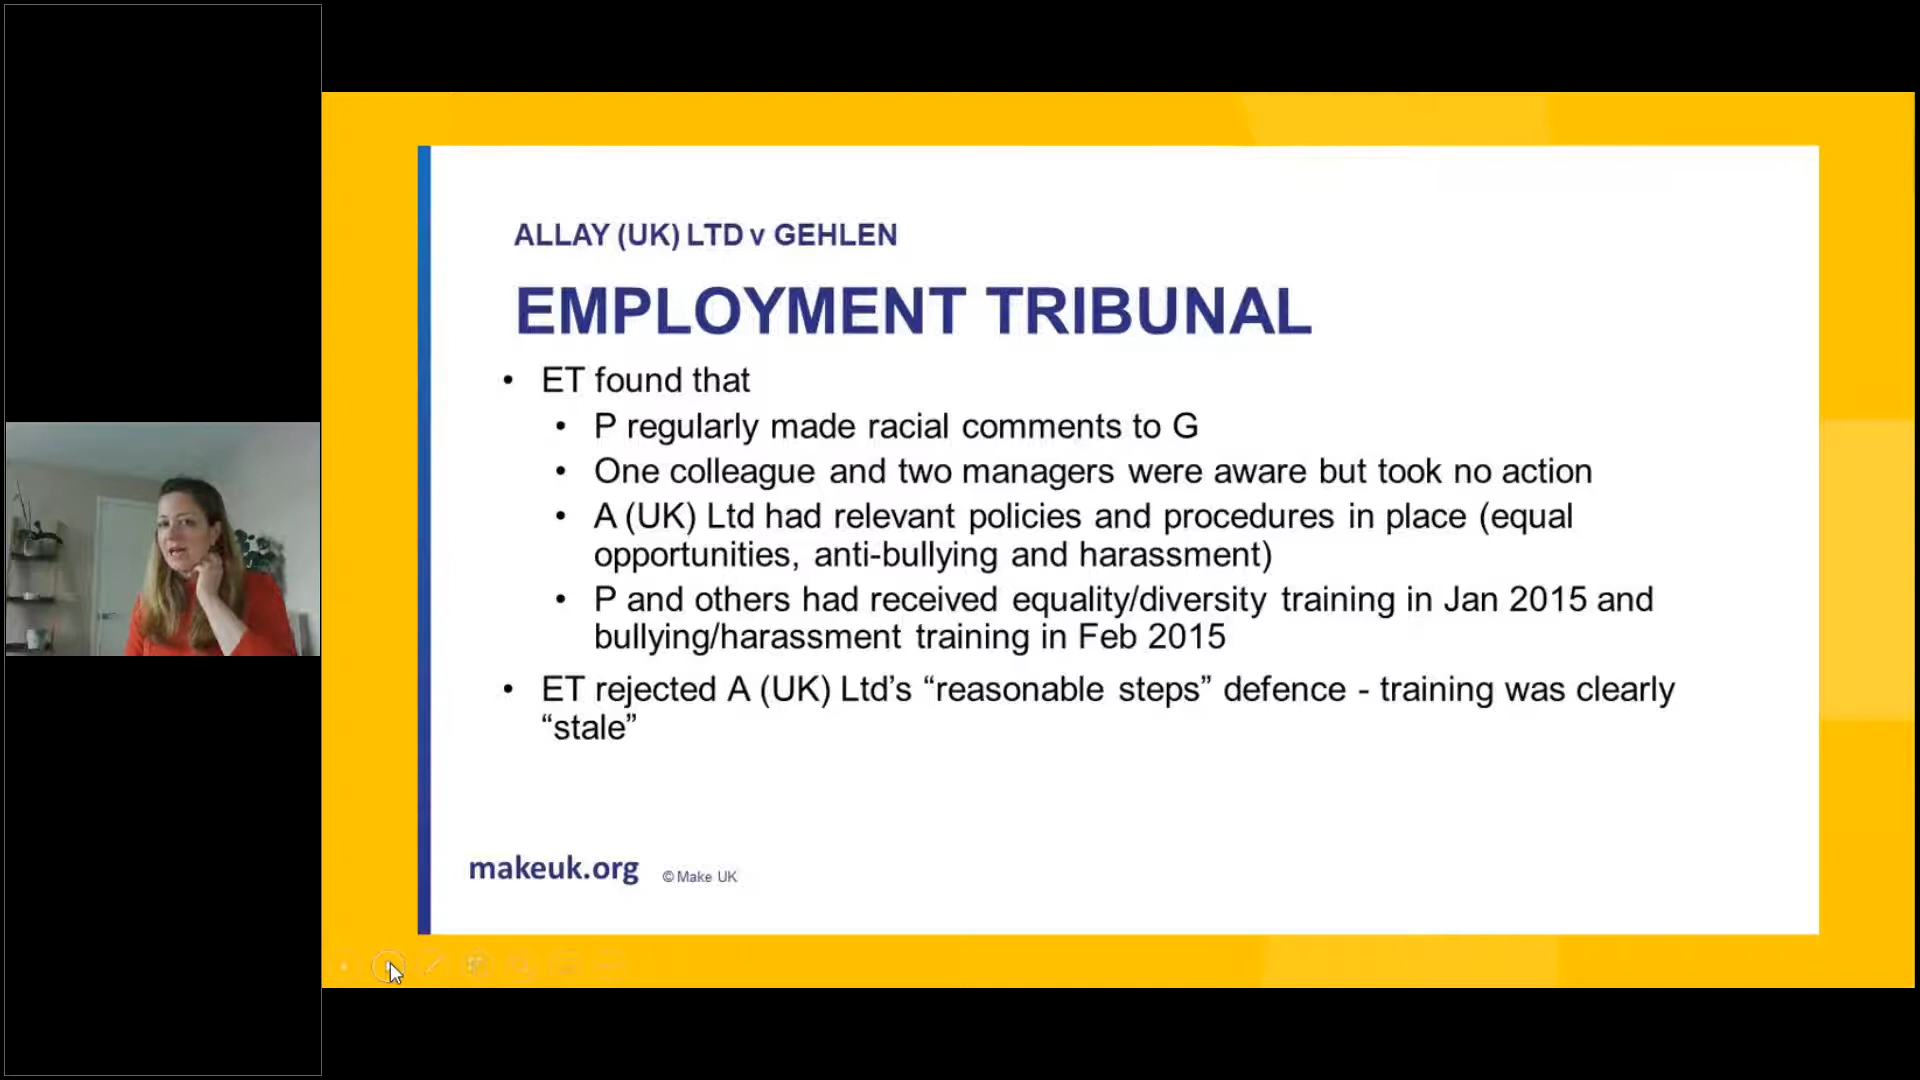 ALLAY (UK) LTD v GEHLEN
EMPLOYMENT TRIBUNAL
• ET found that
• P regularly made racial comments to G
• One colleague and two managers were aware but took no action
• A (UK) Ltd had relevant policies and procedures in place (equal
opportunities, anti-bullying and harassment)
• P and others had received equality/diversity training in Jan 2015 and
bullying/harassment training in Feb 2015
• ET rejected A (UK) Ltd’s “reasonable steps” defence - training was clearly
“stale”
makeuk.org © Make UK